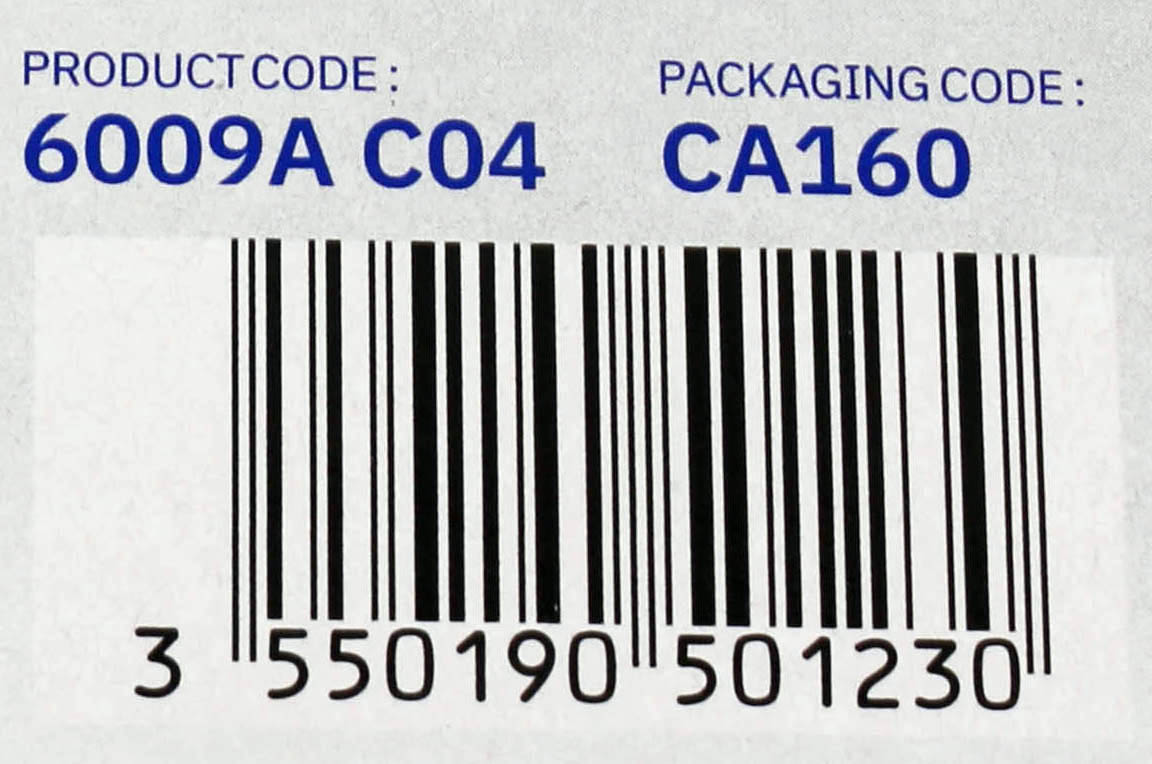 PRODUCT CODE :
6009A C04
PACKAGING CODE :
CA160
3 550190 501230